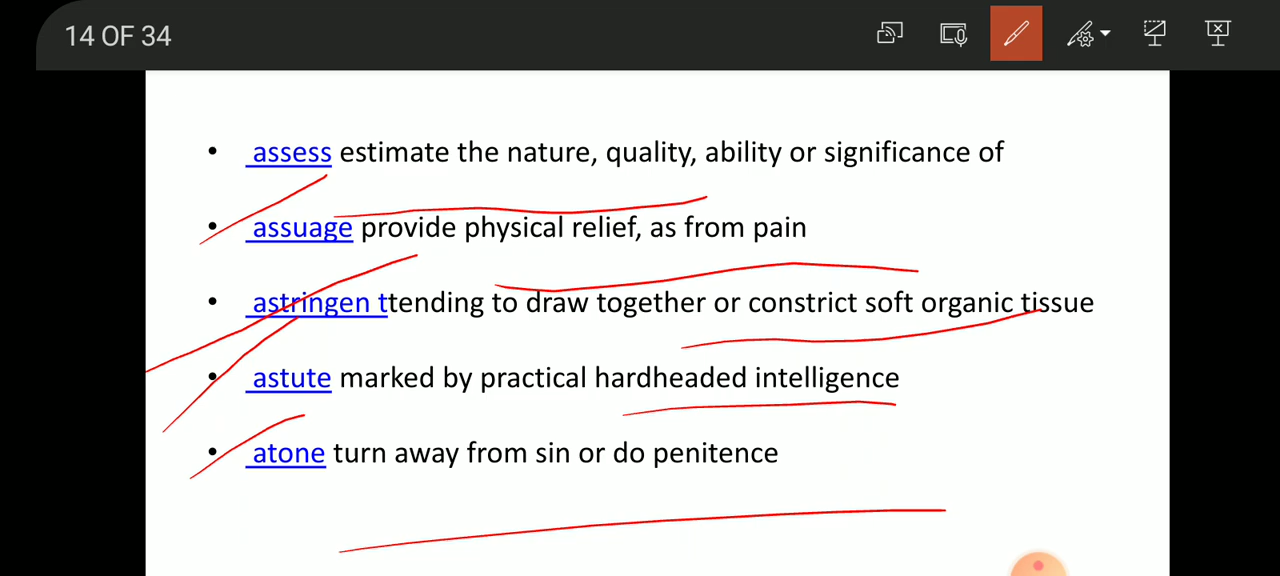 14 OF 34
• assess estimate the nature, quality, ability or significance of
• assuage provide physical relief, as from pain
• astringen ttending to draw together or constrict soft organic tissue
• astute marked by practical hardheaded intelligence
• atone turn away from sin or do penitence